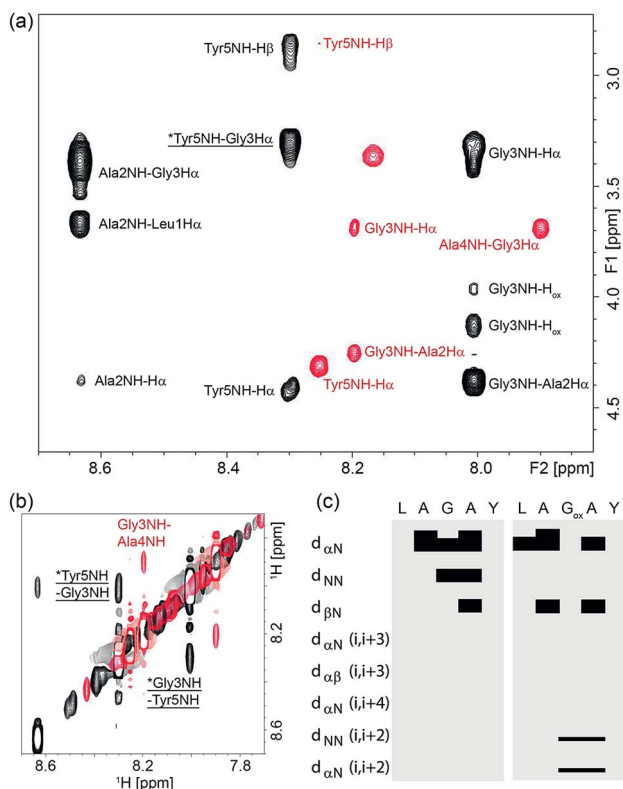 (a)
Tyr5NH-Hβ
Tyr5NH-Hβ
*Tyr5NH-Gly3Hα
Ala2NH-Gly3Hα
Gly3NH-Hα
Ala2NH-Leu1Hα
Gly3NH-Hα
Ala4NH-Gly3Hα
Gly3NH-Hox
Gly3NH-Hox
Gly3NH-Ala2Hα
Ala2NH-Hα
Tyr5NH-Hα
Tyr5NH-Hα
Gly3NH-Ala2Hα
3.0
3.5
4.0
4.5
F1 [ppm]
8.6
8.4
8.2
8.0
F2 [ppm]
(b)
Gly3NH-
Ala4NH
*Tyr5NH
-Gly3NH
*Gly3NH
-Tyr5NH
¹H [ppm]
8.2
8.6
8.6
8.2
7.8
¹H [ppm]
(c)
L A G A Y
L A Gox A Y
dαN
dNN
dβN
dαN (i,i+3)
dαβ (i,i+3)
dαN (i,i+4)
dNN (i,i+2)
dαN (i,i+2)